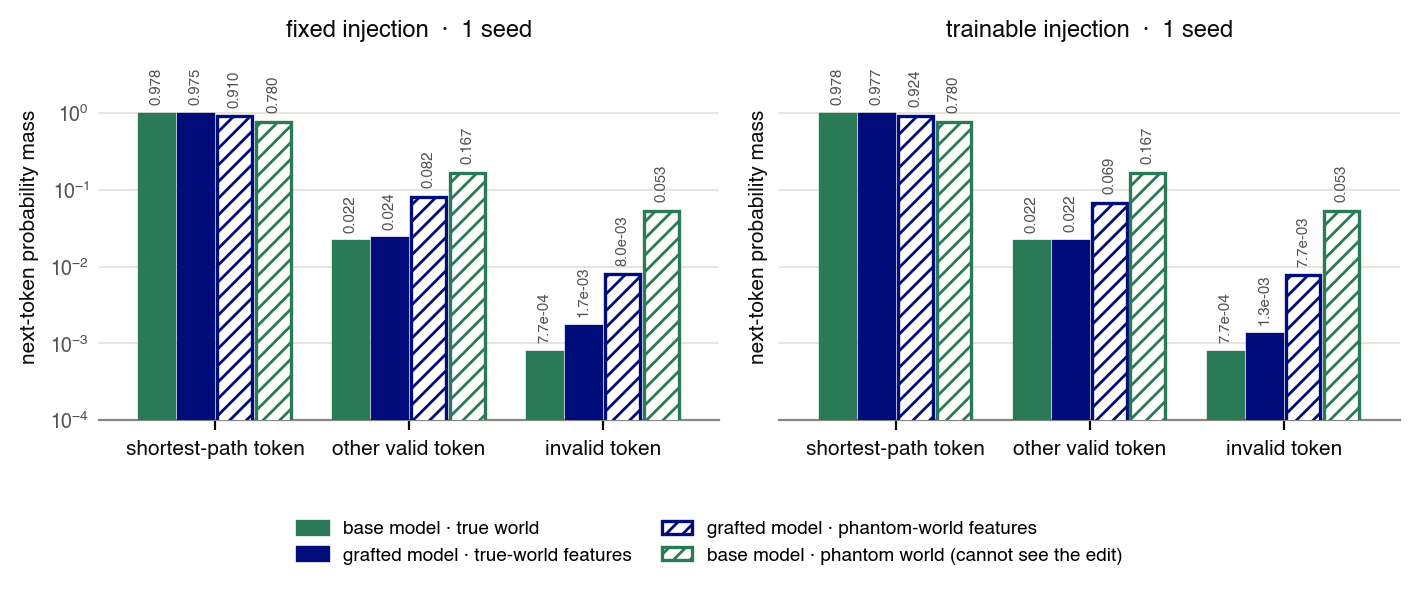 fixed injection · 1 seed
trainable injection · 1 seed
next-token probability mass
10⁰
10⁻¹
10⁻²
10⁻³
10⁻⁴
0.978
0.975
0.910
0.780
0.022
0.024
0.082
0.167
7.7e-04
1.7e-03
8.0e-03
0.053
shortest-path token
other valid token
invalid token
next-token probability mass
0.978
0.977
0.924
0.780
0.022
0.022
0.069
0.167
7.7e-04
1.3e-03
7.7e-03
0.053
shortest-path token
other valid token
invalid token
base model · true world
grafted model · true-world features
grafted model · phantom-world features
base model · phantom world (cannot see the edit)